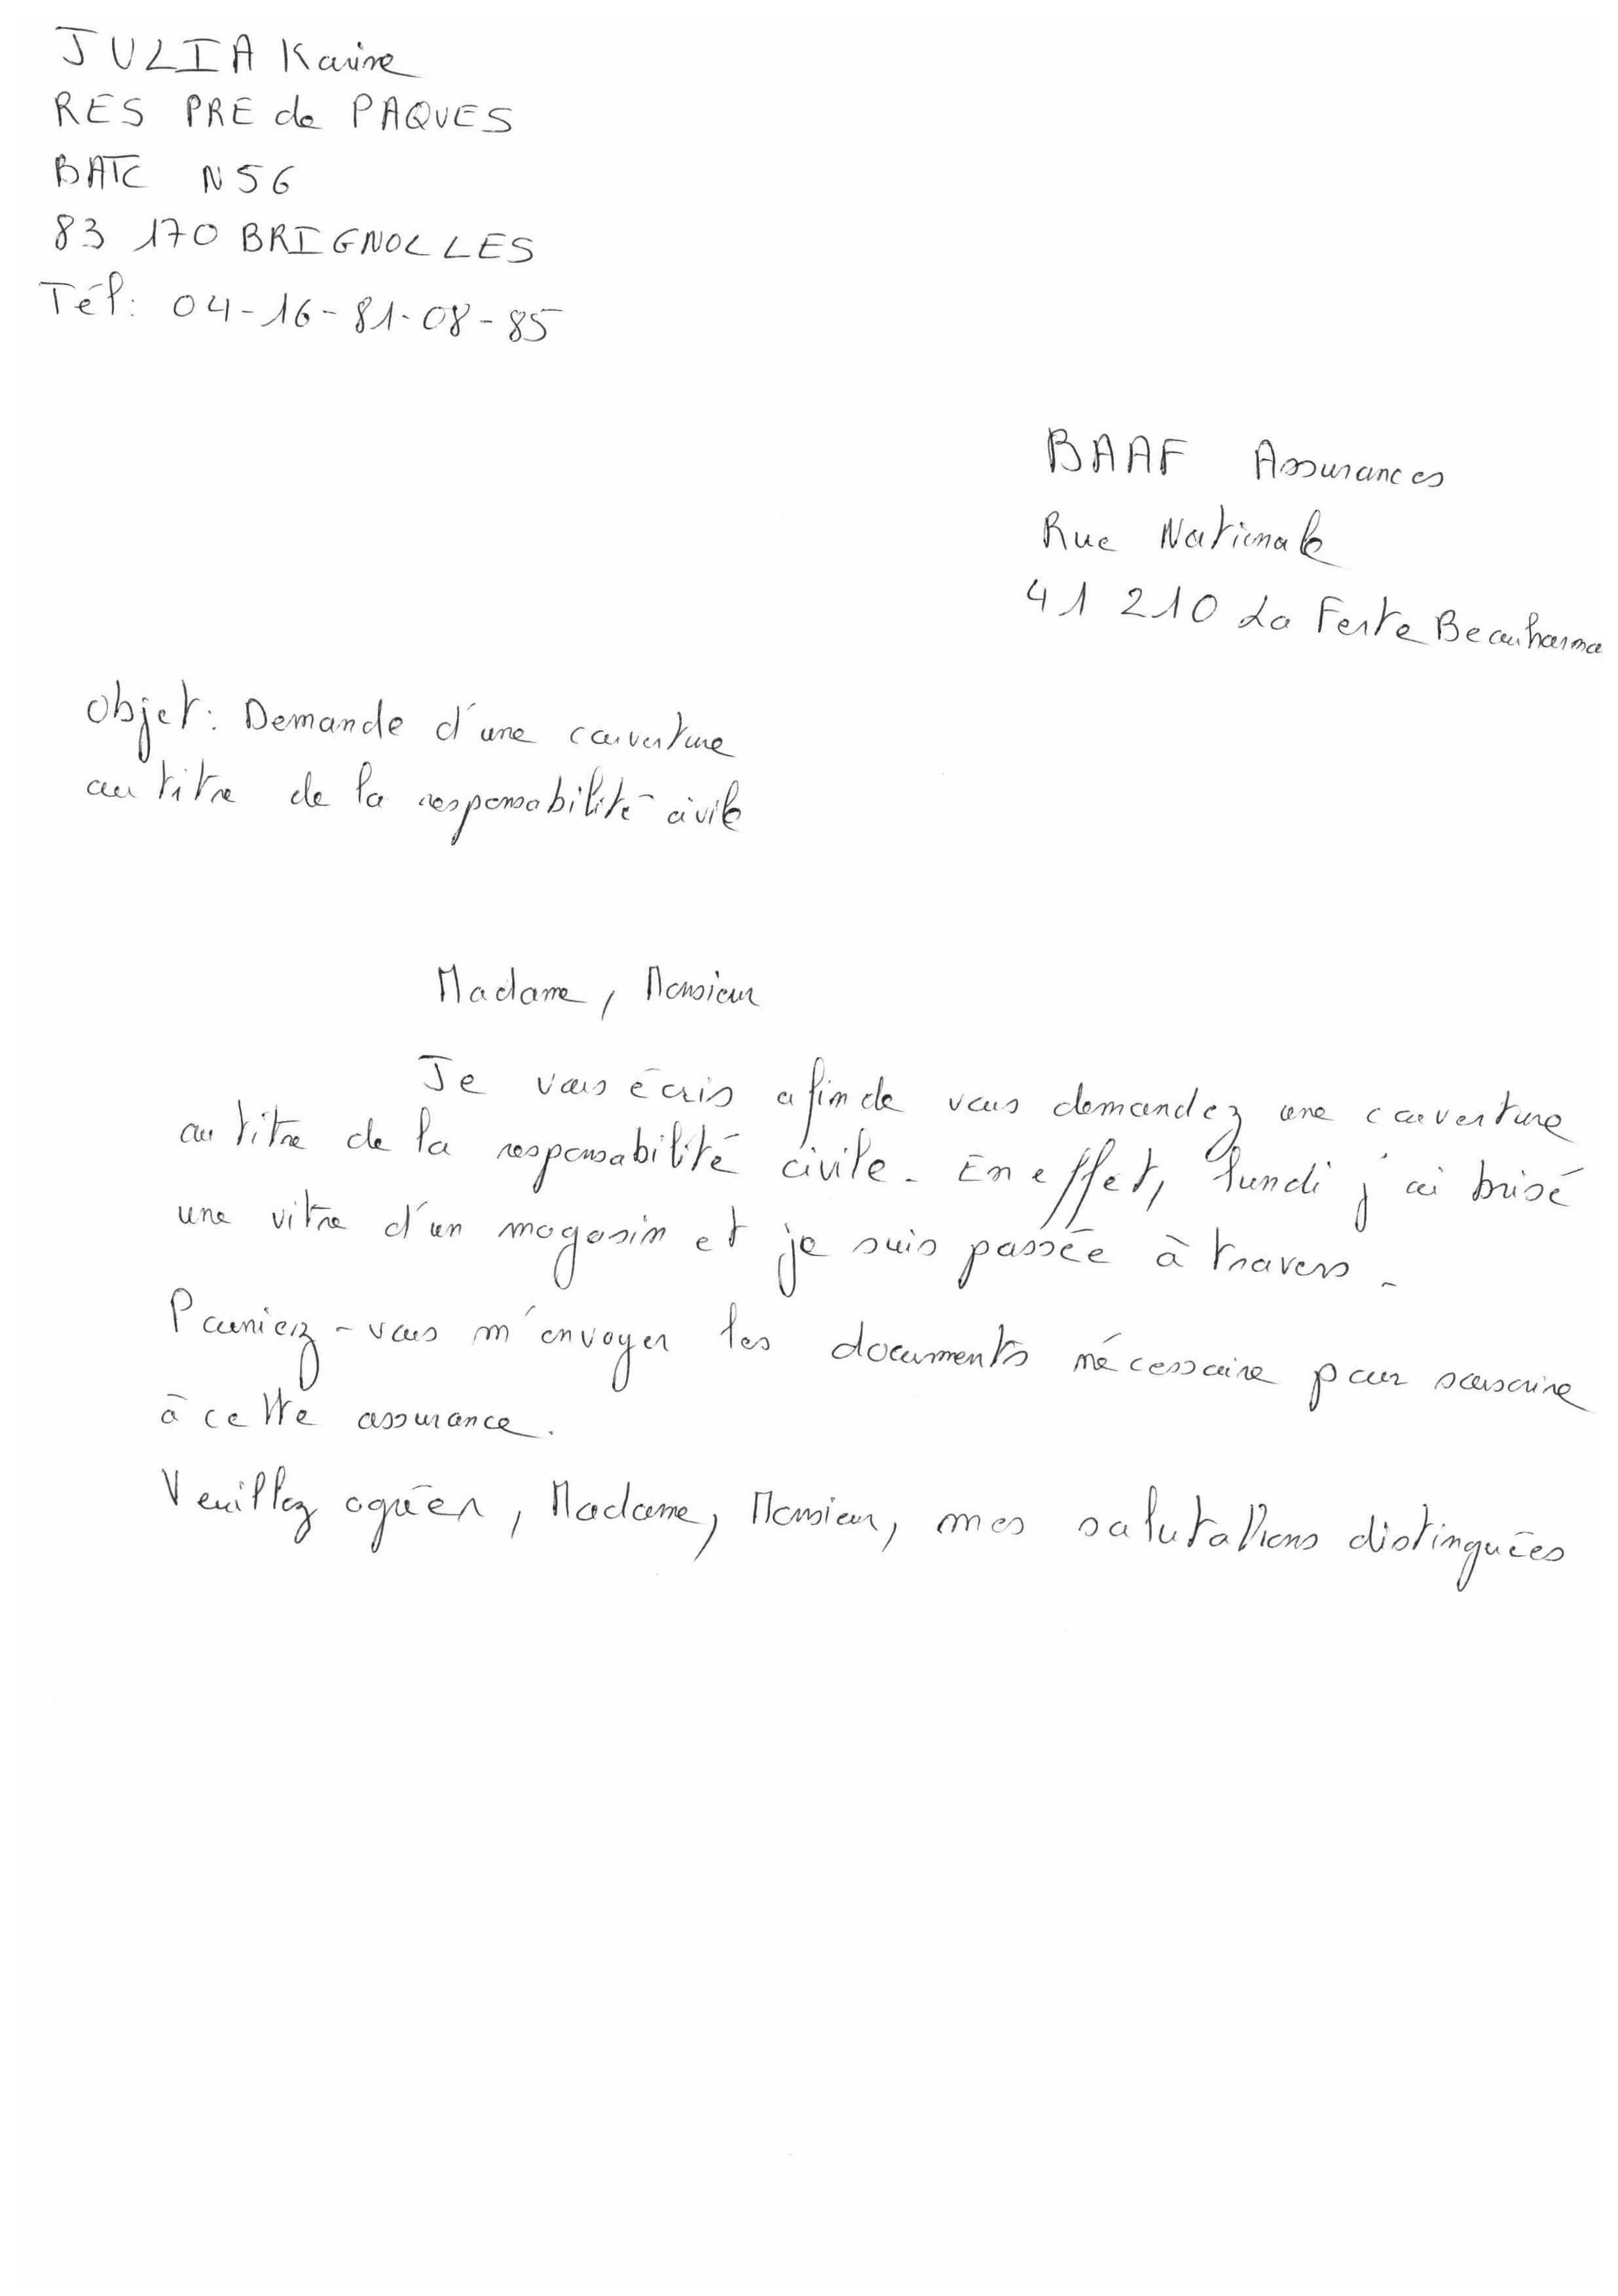 JULIA Karine
RES PRE de PAQUES
BATC N56
83 170 BRIGNOLLES
Tél: 04-16-81-08-85
BAAF Assurances
Rue Nationale
41 210 La Ferte Beauharna
Objet: Demande d'une couverture
au titre de la responsabilité civile
Madame, Monsieur
Je vous écris afin de vous demandez une couverture
au titre de la responsabilité civile. En effet, lundi j'ai brisé
une vitre d'un magasin et je suis passée à travers.
Pouriez-vous m'envoyer les documents nécessaire pour souscrire
à cette assurance.
Veuillez agréer, Madame, Monsieur, mes salutations distinguées